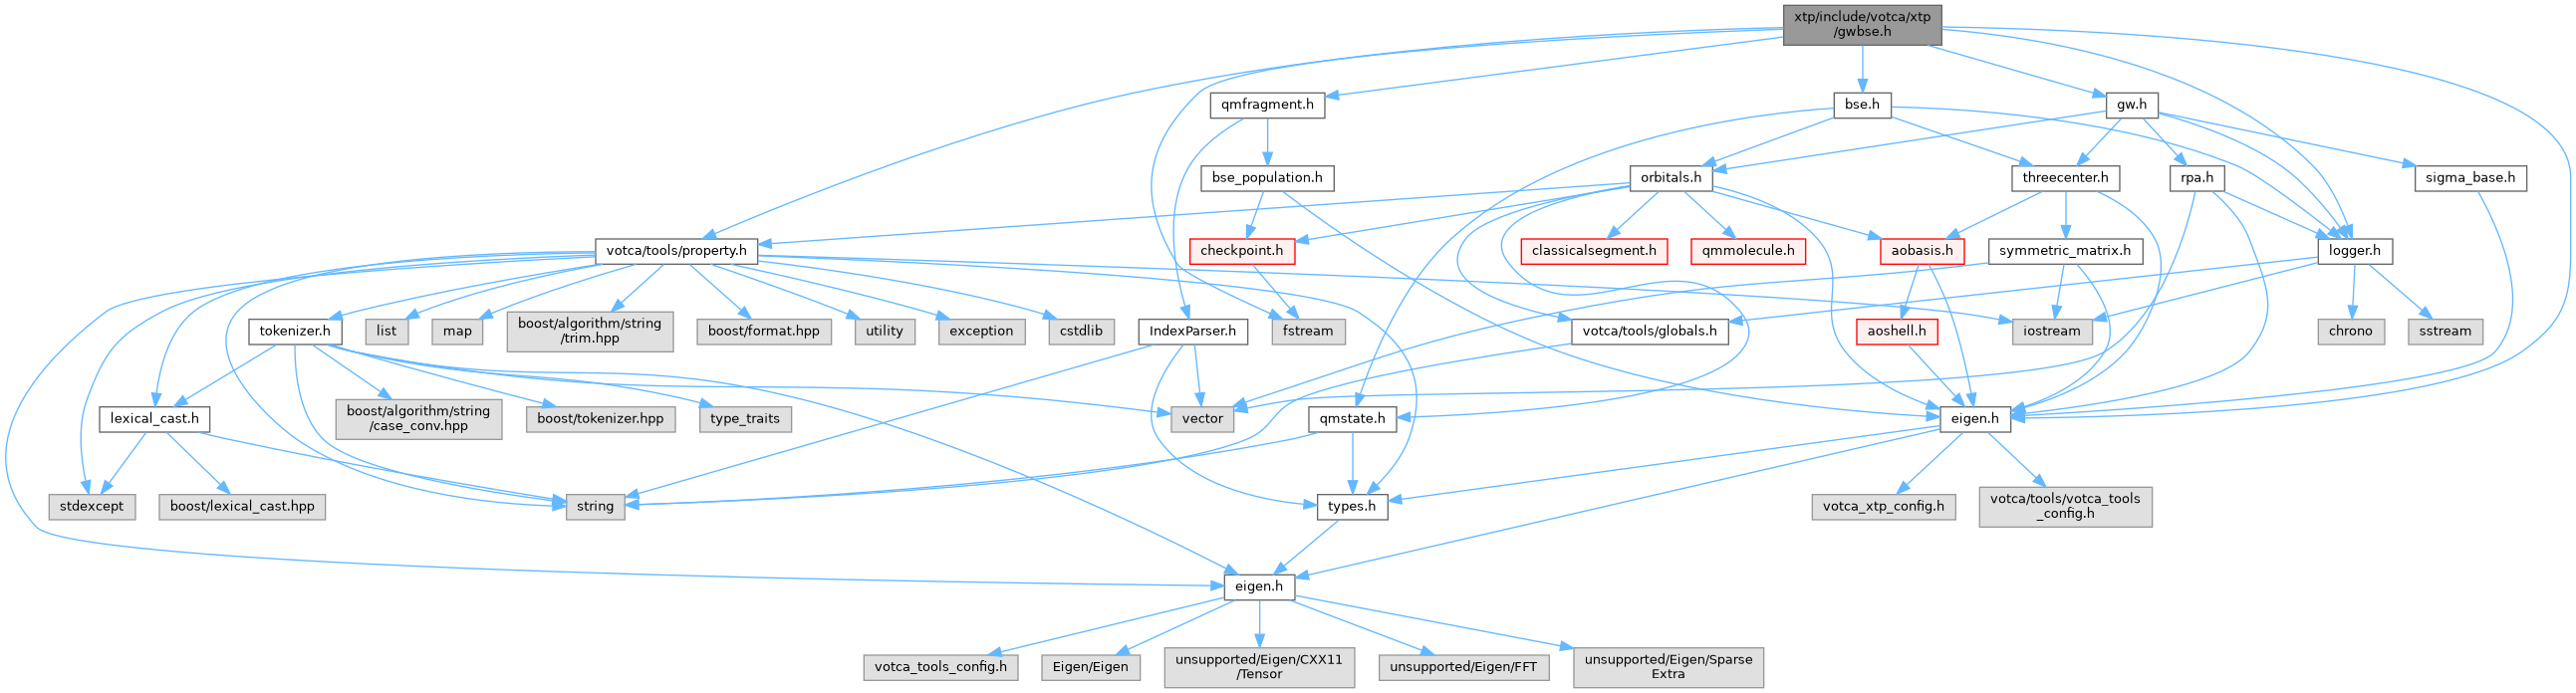 xtp/include/votca/xtp
/gwbse.h
qmfragment.h
bse.h
gw.h
bse_population.h
orbitals.h
threecenter.h
rpa.h
sigma_base.h
votca/tools/property.h
checkpoint.h
classicalsegment.h
qmmolecule.h
aobasis.h
symmetric_matrix.h
logger.h
tokenizer.h
list
map
boost/algorithm/string
/trim.hpp
boost/format.hpp
utility
exception
cstdlib
IndexParser.h
fstream
votca/tools/globals.h
aoshell.h
iostream
chrono
sstream
lexical_cast.h
boost/algorithm/string
/case_conv.hpp
boost/tokenizer.hpp
type_traits
vector
qmstate.h
eigen.h
stdexcept
boost/lexical_cast.hpp
string
types.h
votca_xtp_config.h
votca/tools/votca_tools
_config.h
eigen.h
votca_tools_config.h
Eigen/Eigen
unsupported/Eigen/CXX11
/Tensor
unsupported/Eigen/FFT
unsupported/Eigen/Sparse
Extra